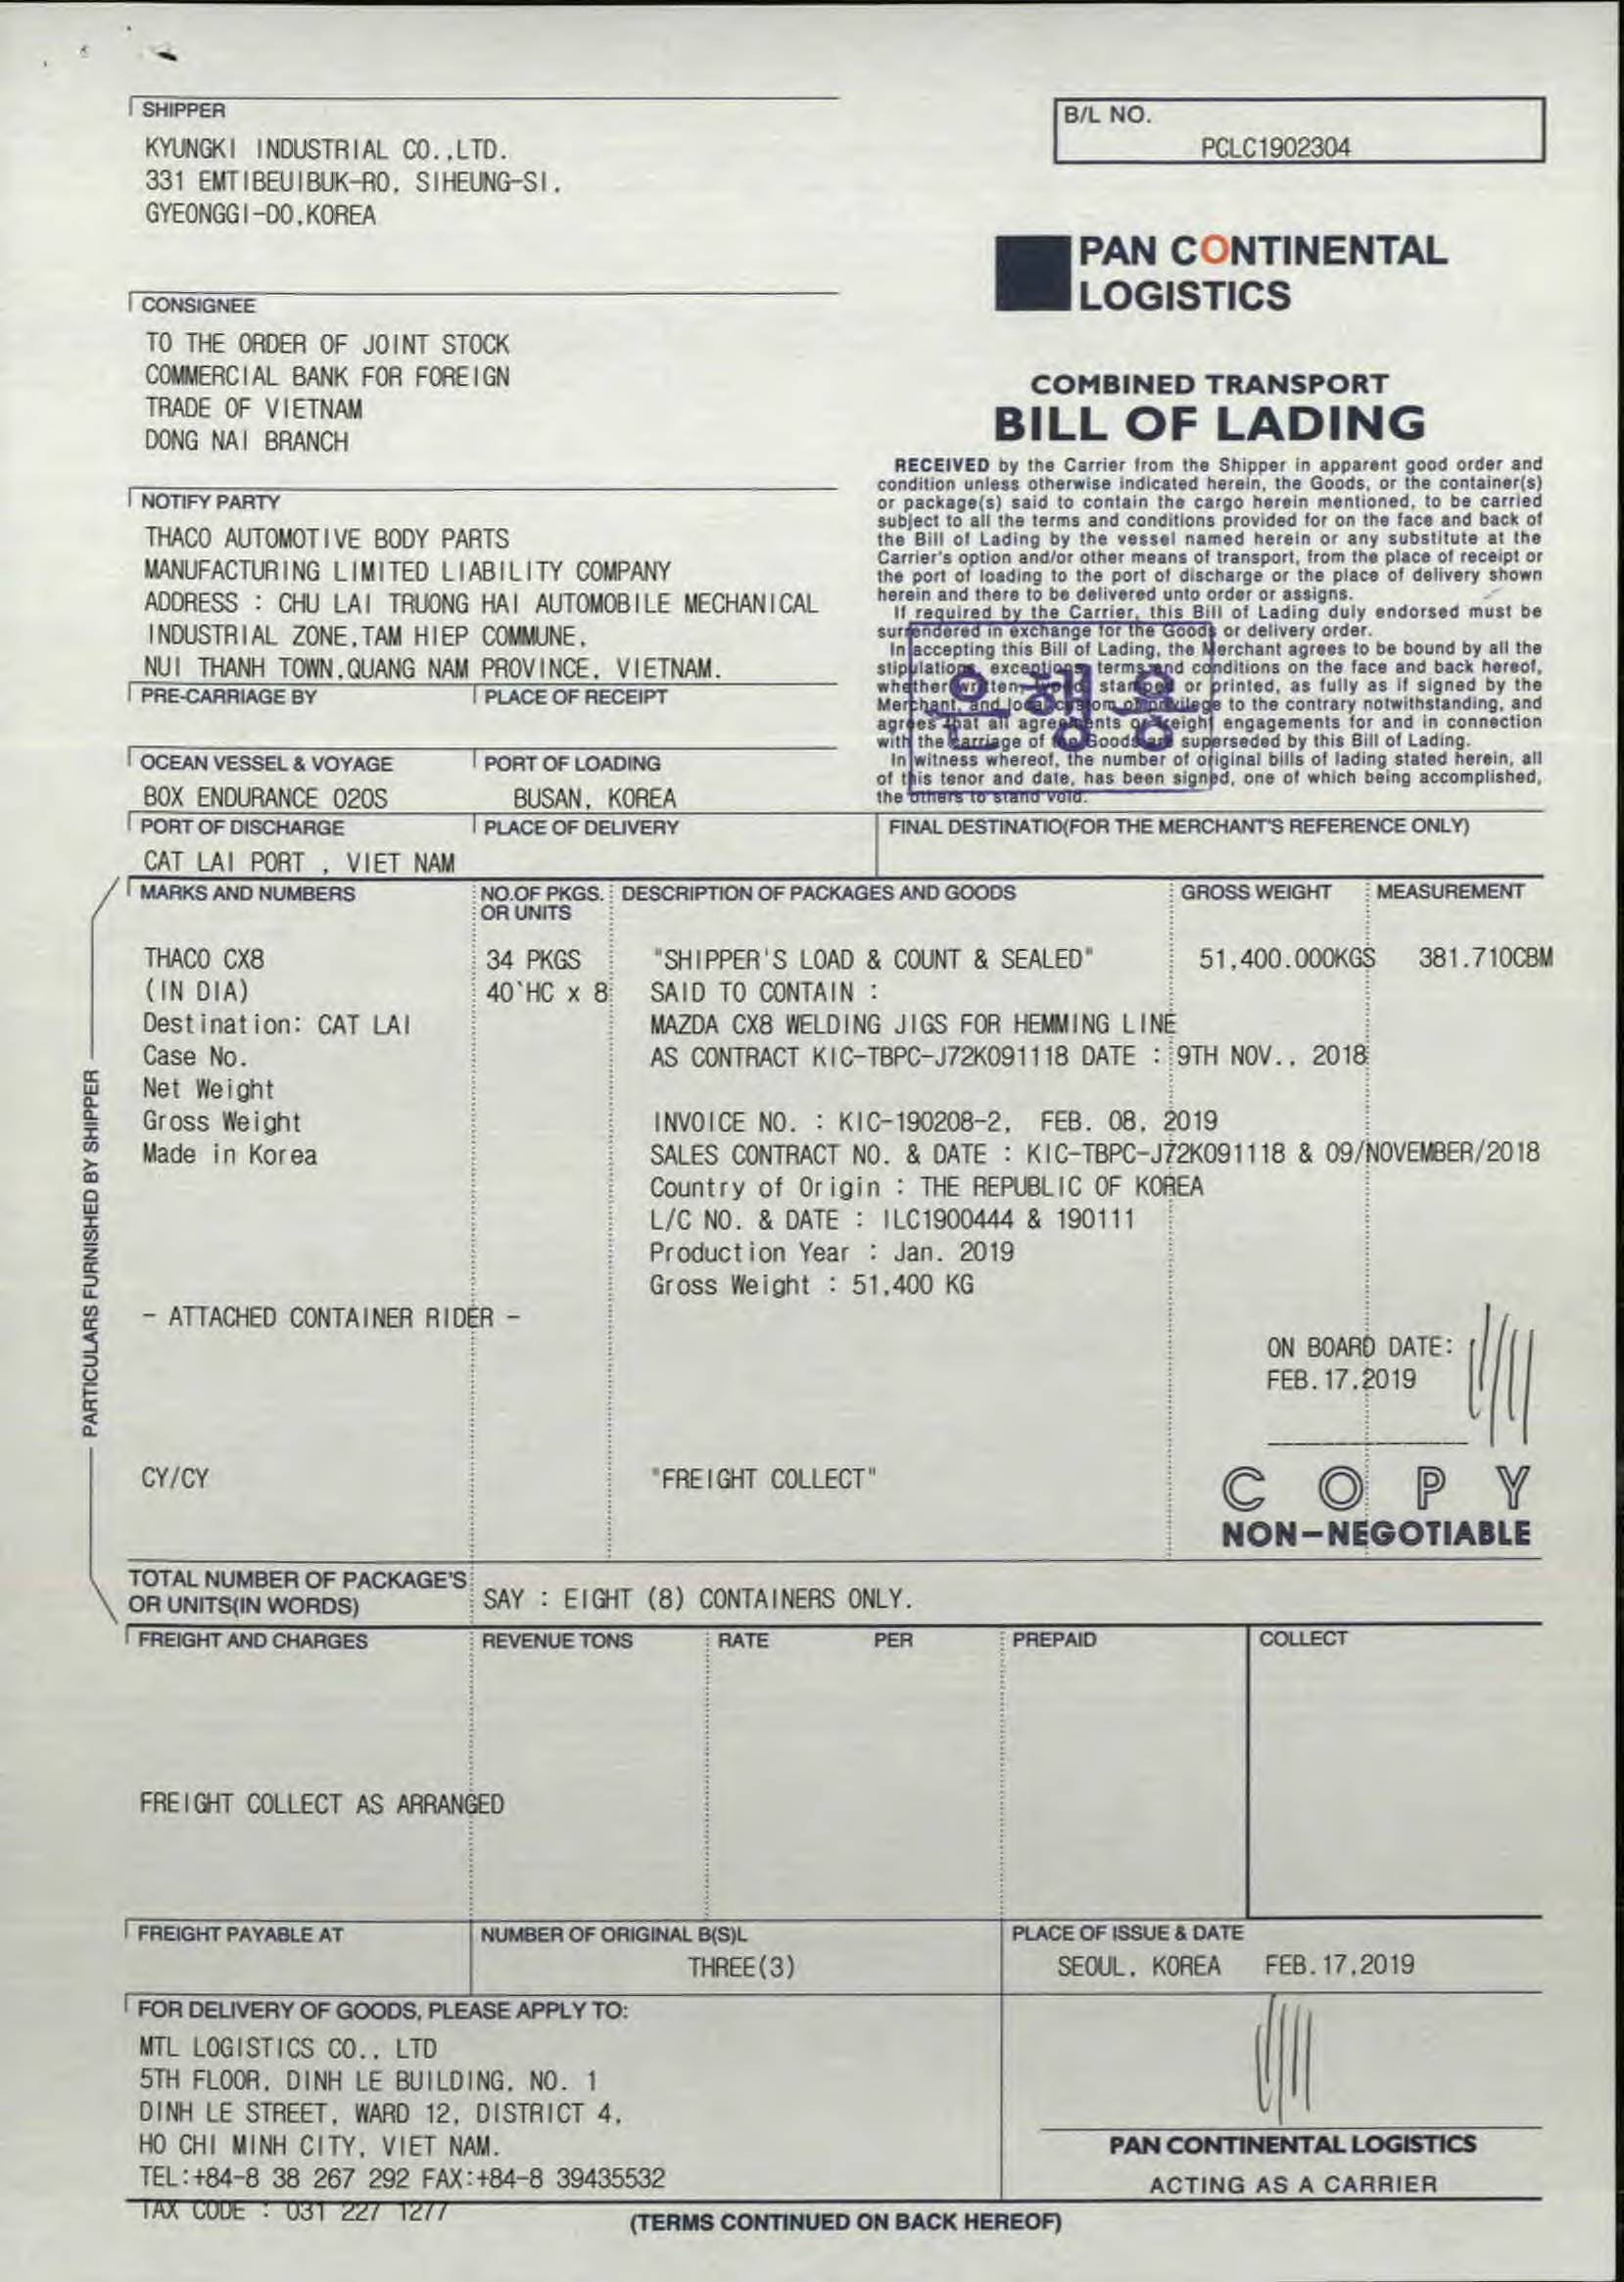 SHIPPER
KYUNGKI INDUSTRIAL CO.,LTD.
331 EMTIBEUIBUK-RO, SIHEUNG-SI,
GYEONGGI-DO,KOREA
B/L NO.
PCLC1902304
PAN CONTINENTAL
LOGISTICS
CONSIGNEE
TO THE ORDER OF JOINT STOCK
COMMERCIAL BANK FOR FOREIGN
TRADE OF VIETNAM
DONG NAI BRANCH
COMBINED TRANSPORT
BILL OF LADING
RECEIVED by the Carrier from the Shipper in apparent good order and
condition unless otherwise indicated herein, the Goods, or the container(s)
or package(s) said to contain the cargo herein mentioned, to be carried
subject to all the terms and conditions provided for on the face and back of
the Bill of Lading by the vessel named herein or any substitute at the
Carrier's option and/or other means of transport, from the place of receipt or
the port of loading to the port of discharge or the place of delivery shown
herein and there to be delivered unto order or assigns.
If required by the Carrier, this Bill of Lading duly endorsed must be
surrendered in exchange for the Goods or delivery order.
In accepting this Bill of Lading, the Merchant agrees to be bound by all the
stipulations, exceptions, terms and conditions on the face and back hereof,
whether written, typed, stamped or printed, as fully as if signed by the
Merchant, and local custom or privilege to the contrary notwithstanding, and
agrees that all agreements or freight engagements for and in connection
with the carriage of the Goods are superseded by this Bill of Lading.
In witness whereof, the number of original bills of lading stated herein, all
of this tenor and date, has been signed, one of which being accomplished,
the others to stand void.
은행용
NOTIFY PARTY
THACO AUTOMOTIVE BODY PARTS
MANUFACTURING LIMITED LIABILITY COMPANY
ADDRESS : CHU LAI TRUONG HAI AUTOMOBILE MECHANICAL
INDUSTRIAL ZONE,TAM HIEP COMMUNE,
NUI THANH TOWN,QUANG NAM PROVINCE, VIETNAM.
PRE-CARRIAGE BY PLACE OF RECEIPT
OCEAN VESSEL & VOYAGE PORT OF LOADING
BOX ENDURANCE 020S BUSAN, KOREA
PORT OF DISCHARGE PLACE OF DELIVERY FINAL DESTINATIO(FOR THE MERCHANT'S REFERENCE ONLY)
CAT LAI PORT , VIET NAM
PARTICULARS FURNISHED BY SHIPPER
MARKS AND NUMBERS NO.OF PKGS. DESCRIPTION OF PACKAGES AND GOODS GROSS WEIGHT MEASUREMENT
OR UNITS
THACO CX8 34 PKGS "SHIPPER'S LOAD & COUNT & SEALED" 51,400.000KGS 381.710CBM
(IN DIA) 40`HC x 8 SAID TO CONTAIN :
Destination: CAT LAI MAZDA CX8 WELDING JIGS FOR HEMMING LINE
Case No. AS CONTRACT KIC-TBPC-J72K091118 DATE : 9TH NOV., 2018
Net Weight
Gross Weight INVOICE NO. : KIC-190208-2, FEB. 08, 2019
Made in Korea SALES CONTRACT NO. & DATE : KIC-TBPC-J72K091118 & 09/NOVEMBER/2018
Country of Origin : THE REPUBLIC OF KOREA
L/C NO. & DATE : ILC1900444 & 190111
Production Year : Jan. 2019
Gross Weight : 51,400 KG
- ATTACHED CONTAINER RIDER -
ON BOARD DATE:
FEB.17.2019
CY/CY "FREIGHT COLLECT"
COPY
NON-NEGOTIABLE
TOTAL NUMBER OF PACKAGE'S
OR UNITS(IN WORDS) SAY : EIGHT (8) CONTAINERS ONLY.
FREIGHT AND CHARGES REVENUE TONS RATE PER PREPAID COLLECT
FREIGHT COLLECT AS ARRANGED
FREIGHT PAYABLE AT NUMBER OF ORIGINAL B(S)L PLACE OF ISSUE & DATE
THREE(3) SEOUL, KOREA FEB.17,2019
FOR DELIVERY OF GOODS, PLEASE APPLY TO:
MTL LOGISTICS CO., LTD
5TH FLOOR, DINH LE BUILDING, NO. 1
DINH LE STREET, WARD 12, DISTRICT 4,
HO CHI MINH CITY, VIET NAM.
TEL:+84-8 38 267 292 FAX:+84-8 39435532
TAX CODE : 031 227 1277
PAN CONTINENTAL LOGISTICS
ACTING AS A CARRIER
(TERMS CONTINUED ON BACK HEREOF)